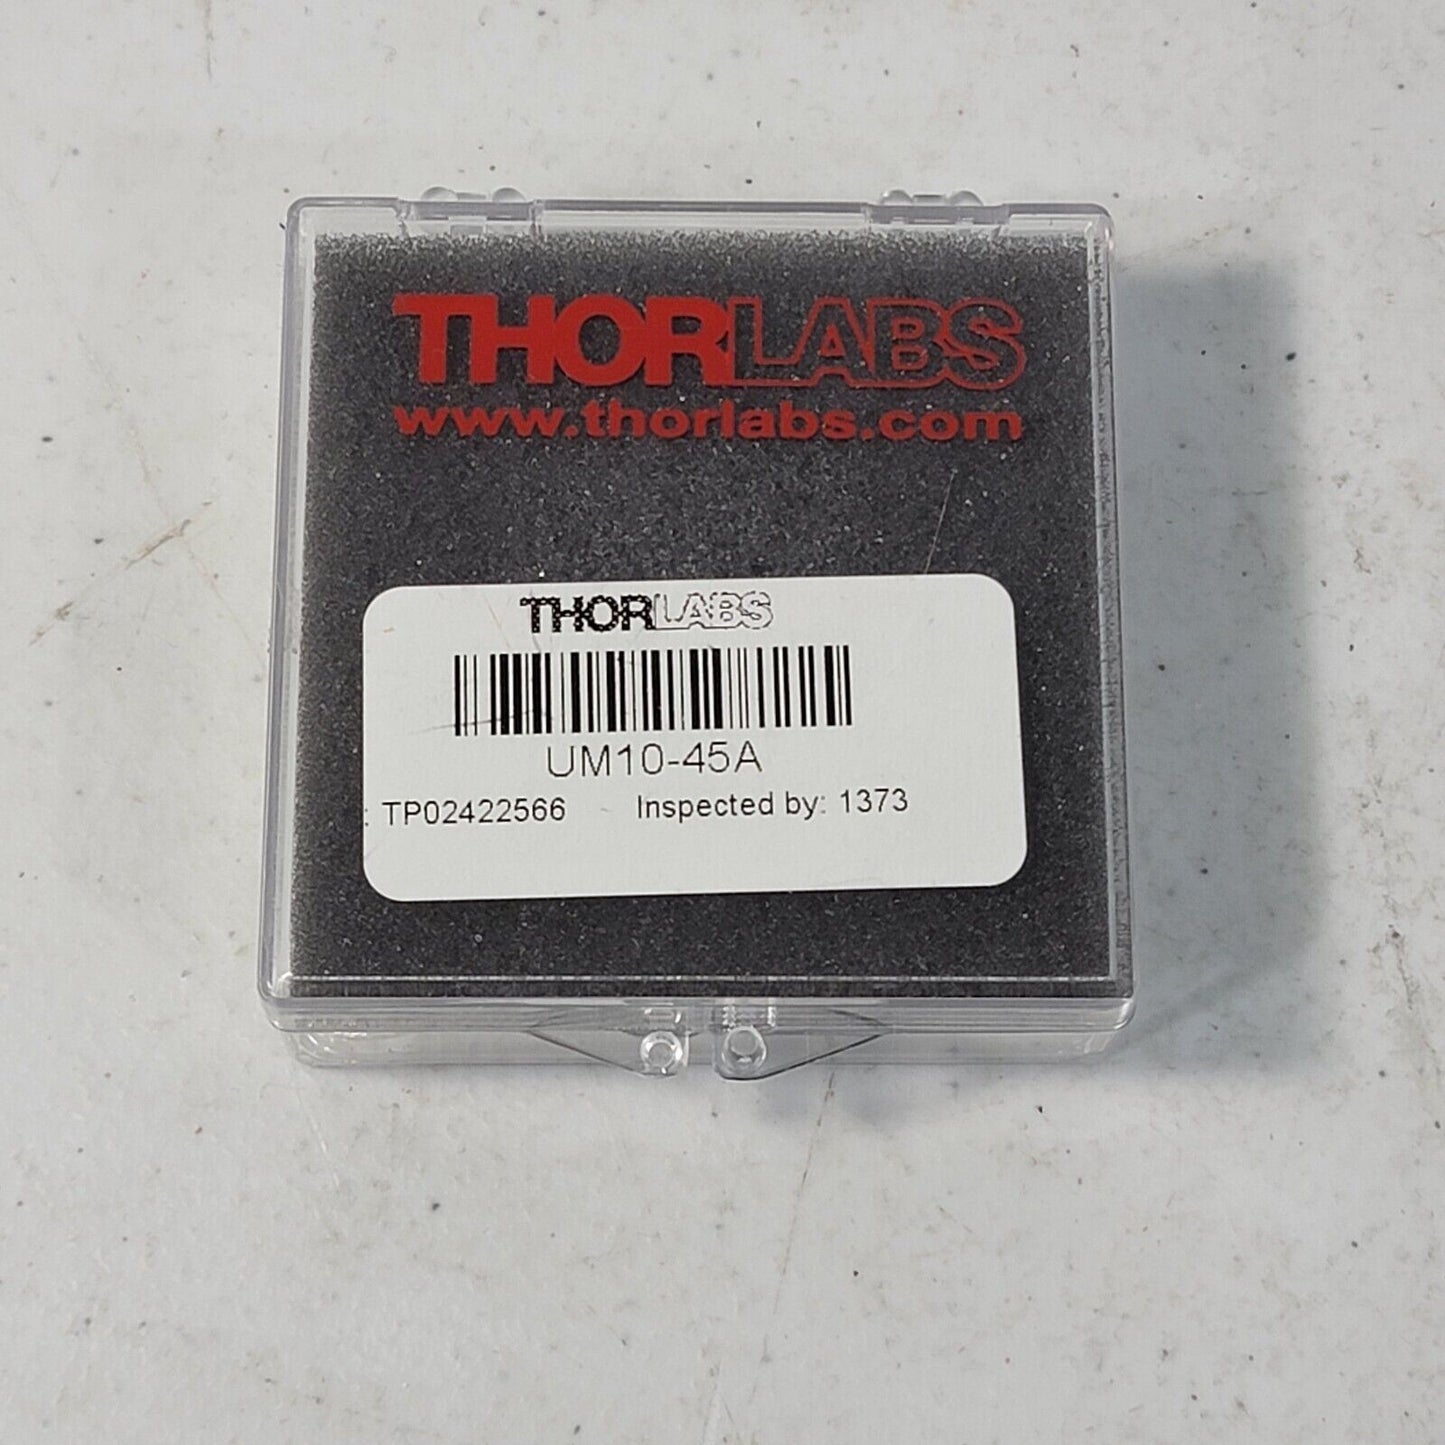 THORLABS
www.thorlabs.com
THORLABS
UM10-45A
: TP02422566 Inspected by: 1373